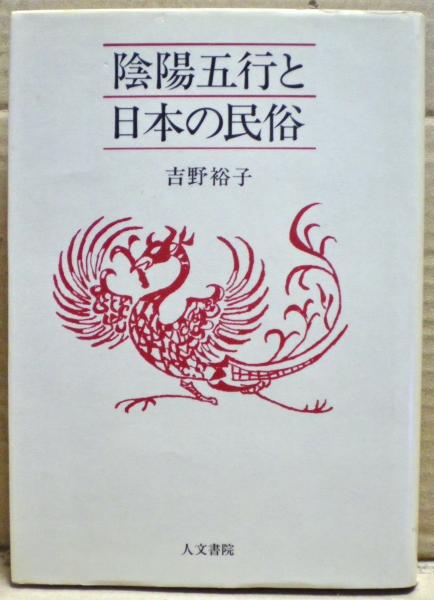 陰陽五行と
日本の民俗
吉野裕子
人文書院